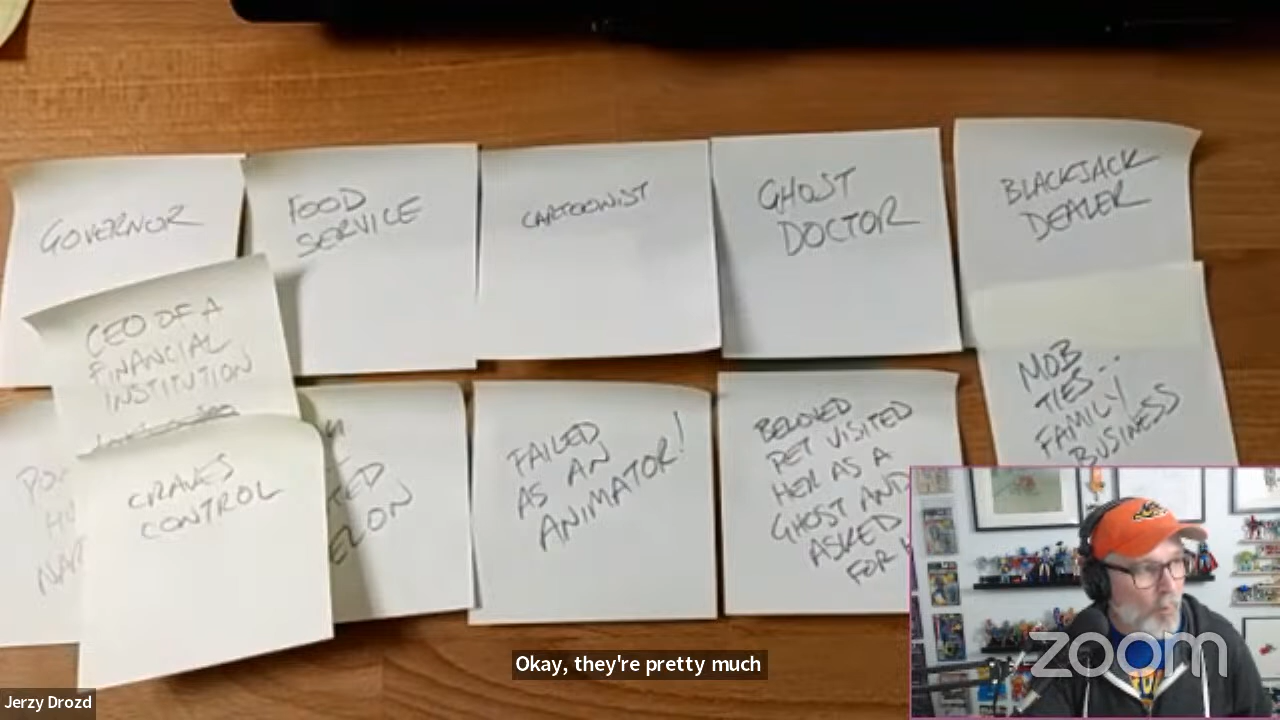 GOVERNOR
FOOD
SERVICE
CARTOONIST
GHOST
DOCTOR
BLACKJACK
DEALER
CEO OF A
FINANCIAL
INSTITUTION
MOB
TIES...
FAMILY
BUSINESS
CRAVES
CONTROL
FAILED
AS AN
ANIMATOR!
BELOVED
PET VISITED
HER AS A
GHOST AND
ASKED
FOR
Okay, they're pretty much
Jerzy Drozd
zoom